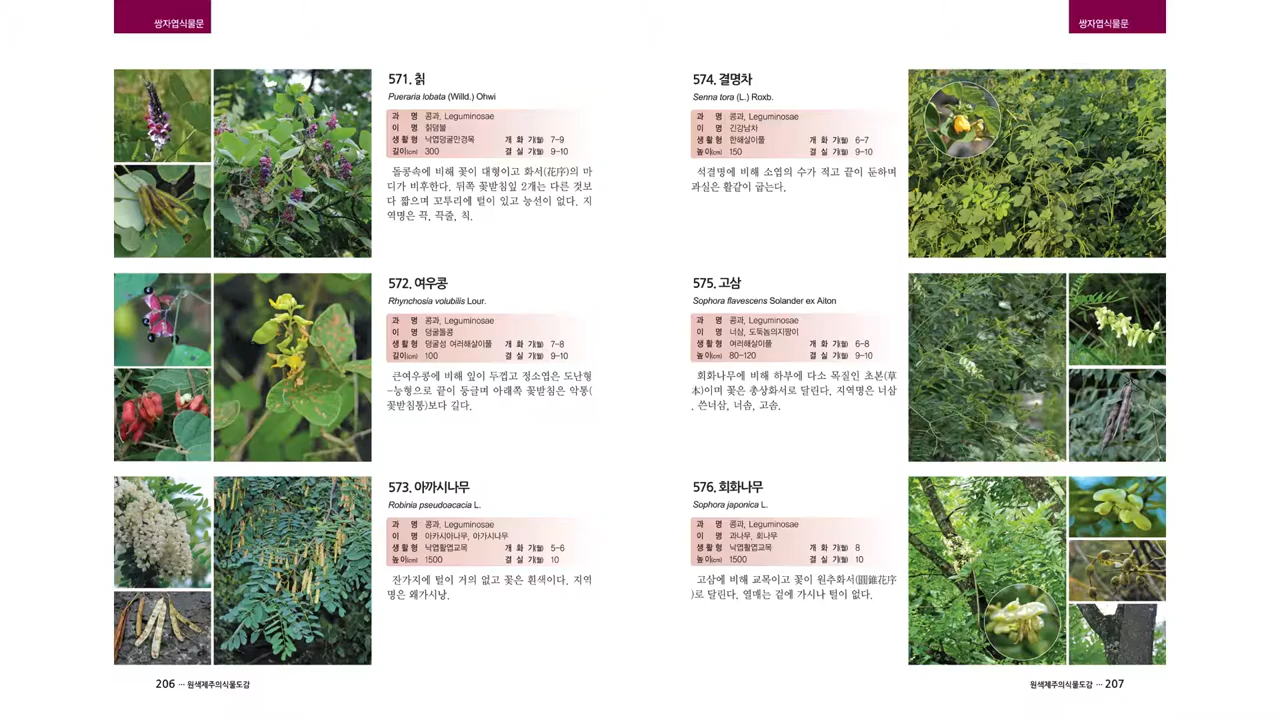 쌍자엽식물문
571. 칡
Pueraria lobata (Willd.) Ohwi
과 명 콩과, Leguminosae
이 명 칡덤불
생 활 형 낙엽덩굴만경목 개 화 기(월) 7-9
길이(cm) 300 결 실 기(월) 9-10
돌콩속에 비해 꽃이 대형이고 화서(花序)의 마
디가 비후한다. 뒤쪽 꽃받침잎 2개는 다른 것보
다 짧으며 꼬투리에 털이 있고 능선이 없다. 지
역명은 끅, 끅줄, 칙.
572. 여우콩
Rhynchosia volubilis Lour.
과 명 콩과, Leguminosae
이 명 덩굴돌콩
생 활 형 덩굴성 여러해살이풀 개 화 기(월) 7-8
길이(cm) 100 결 실 기(월) 9-10
큰여우콩에 비해 잎이 두껍고 정소엽은 도난형
-능형으로 끝이 둥글며 아래쪽 꽃받침은 악통(
꽃받침통)보다 길다.
573. 아까시나무
Robinia pseudoacacia L.
과 명 콩과, Leguminosae
이 명 아카시아나무, 아가시나무
생 활 형 낙엽활엽교목 개 화 기(월) 5-6
높이(cm) 1500 결 실 기(월) 10
잔가지에 털이 거의 없고 꽃은 흰색이다. 지역
명은 왜가시낭.
206 ··· 원색제주의식물도감
쌍자엽식물문
574. 결명차
Senna tora (L.) Roxb.
과 명 콩과, Leguminosae
이 명 긴강남차
생 활 형 한해살이풀 개 화 기(월) 6-7
높이(cm) 150 결 실 기(월) 9-10
석결명에 비해 소엽의 수가 적고 끝이 둔하며
과실은 활같이 굽는다.
575. 고삼
Sophora flavescens Solander ex Aiton
과 명 콩과, Leguminosae
이 명 너삼, 도둑놈의지팡이
생 활 형 여러해살이풀 개 화 기(월) 6-8
높이(cm) 80-120 결 실 기(월) 9-10
회화나무에 비해 하부에 다소 목질인 초본(草
本)이며 꽃은 총상화서로 달린다. 지역명은 너삼
, 쓴너삼, 너솜, 고솜.
576. 회화나무
Sophora japonica L.
과 명 콩과, Leguminosae
이 명 과나무, 회나무
생 활 형 낙엽활엽교목 개 화 기(월) 8
높이(cm) 1500 결 실 기(월) 10
고삼에 비해 교목이고 꽃이 원추화서(圓錐花序
)로 달린다. 열매는 겉에 가시나 털이 없다.
원색제주의식물도감 ··· 207